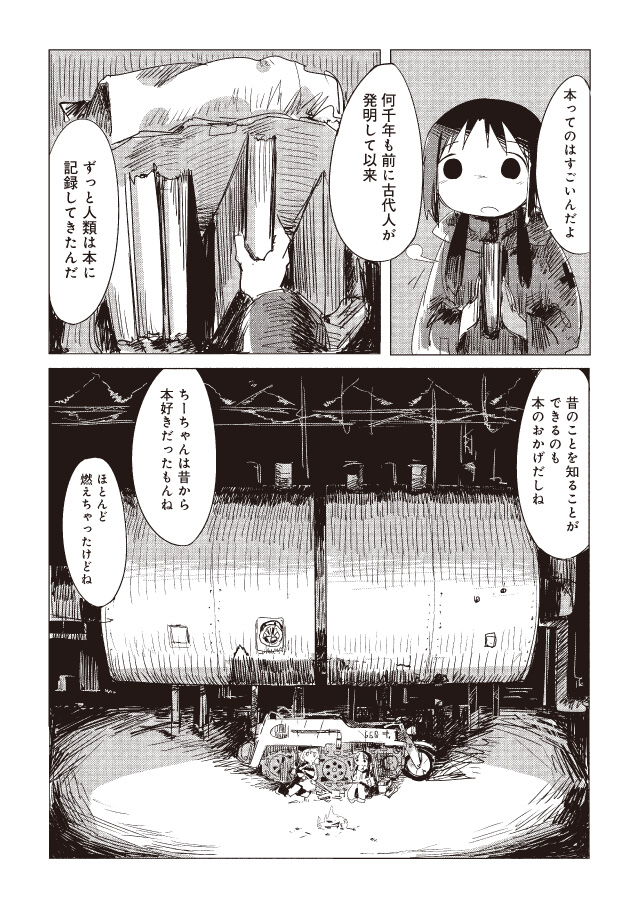 本ってのはすごいんだよ
何千年も前に古代人が
発明して以来
ずっと人類は本に
記録してきたんだ
昔のことを知ることが
できるのも
本のおかげだしね
ちーちゃんは昔から
本好きだったもんね
ほとんど
燃えちゃったけどね